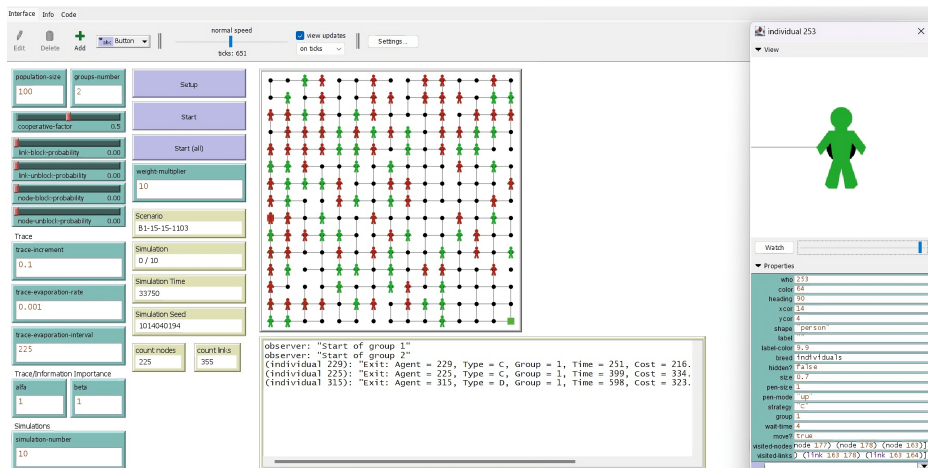 Interface Info Code
Edit Delete Add abc Button
normal speed
ticks: 651
view updates
on ticks
Settings...
individual 253
View
population-size groups-number
100 2
cooperative-factor 0.5
link-block-probability 0.00
link-unblock-probability 0.00
node-block-probability 0.00
node-unblock-probability 0.00
Trace
trace-increment
0.1
trace-evaporation-rate
0.001
trace-evaporation-interval
225
Trace/Information Importance
alfa beta
1 1
Simulations
simulation-number
10
Setup
Start
Start (all)
weight-multiplier
10
Scenario
B1-15-15-1103
Simulation
0 / 10
Simulation Time
33750
Simulation Seed
1014040194
count nodes count links
225 355
observer: "Start of group 1"
observer: "Start of group 2"
(individual 229): "Exit: Agent = 229, Type = C, Group = 1, Time = 251, Cost = 216.
(individual 225): "Exit: Agent = 225, Type = C, Group = 1, Time = 399, Cost = 334.
(individual 315): "Exit: Agent = 315, Type = D, Group = 1, Time = 598, Cost = 323.
Watch
Properties
who 253
color 64
heading 90
xcor 14
ycor 4
shape "person"
label ""
label-color 9.9
breed individuals
hidden? false
size 0.7
pen-size 1
pen-mode "up"
strategy "c"
group 1
wait-time 4
move? true
visited-nodes node 177) (node 178) (node 163)]
visited-links ) (link 163 178) (link 163 164)]